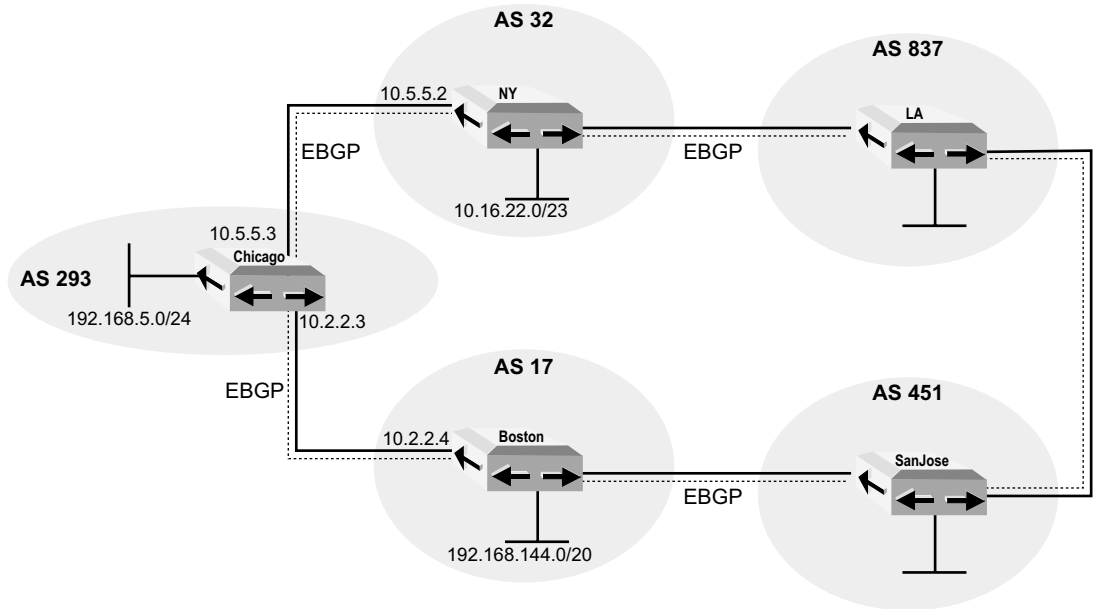 AS 32
AS 837
10.5.5.2
NY
LA
EBGP
EBGP
10.16.22.0/23
10.5.5.3
Chicago
AS 293
192.168.5.0/24
10.2.2.3
AS 17
AS 451
EBGP
10.2.2.4
Boston
SanJose
EBGP
192.168.144.0/20